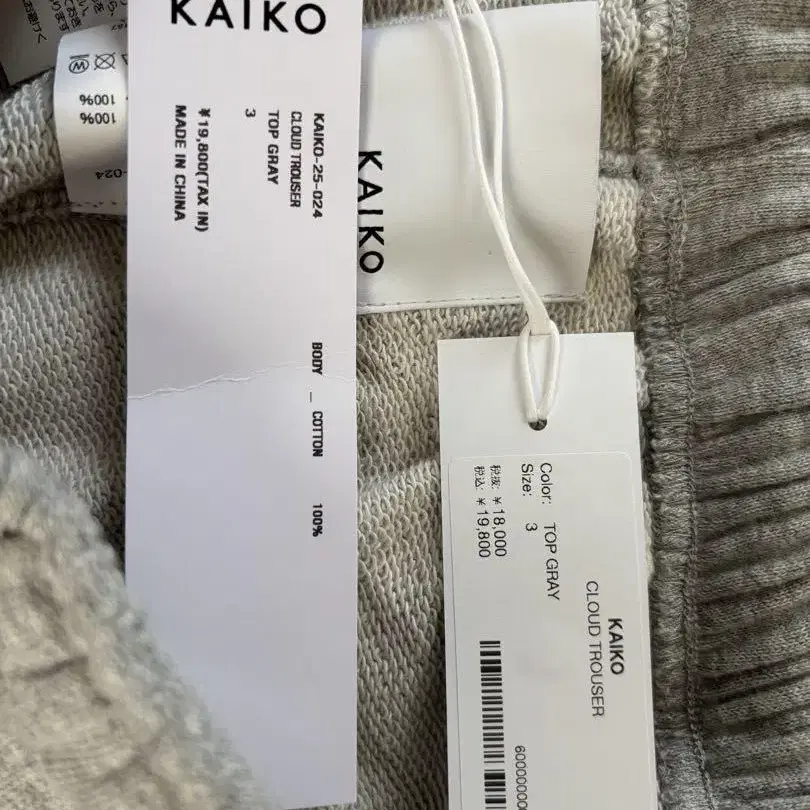 KAIKO
KAIKO-25-024
CLOUD TROUSER
TOP GRAY
3
¥19,800(TAX IN)
MADE IN CHINA
BODY _ COTTON 100%
KAIKO
KAIKO
CLOUD TROUSER
Color: TOP GRAY
Size: 3
税抜: ¥ 18,000
税込: ¥ 19,800
100%
100%
-024
W